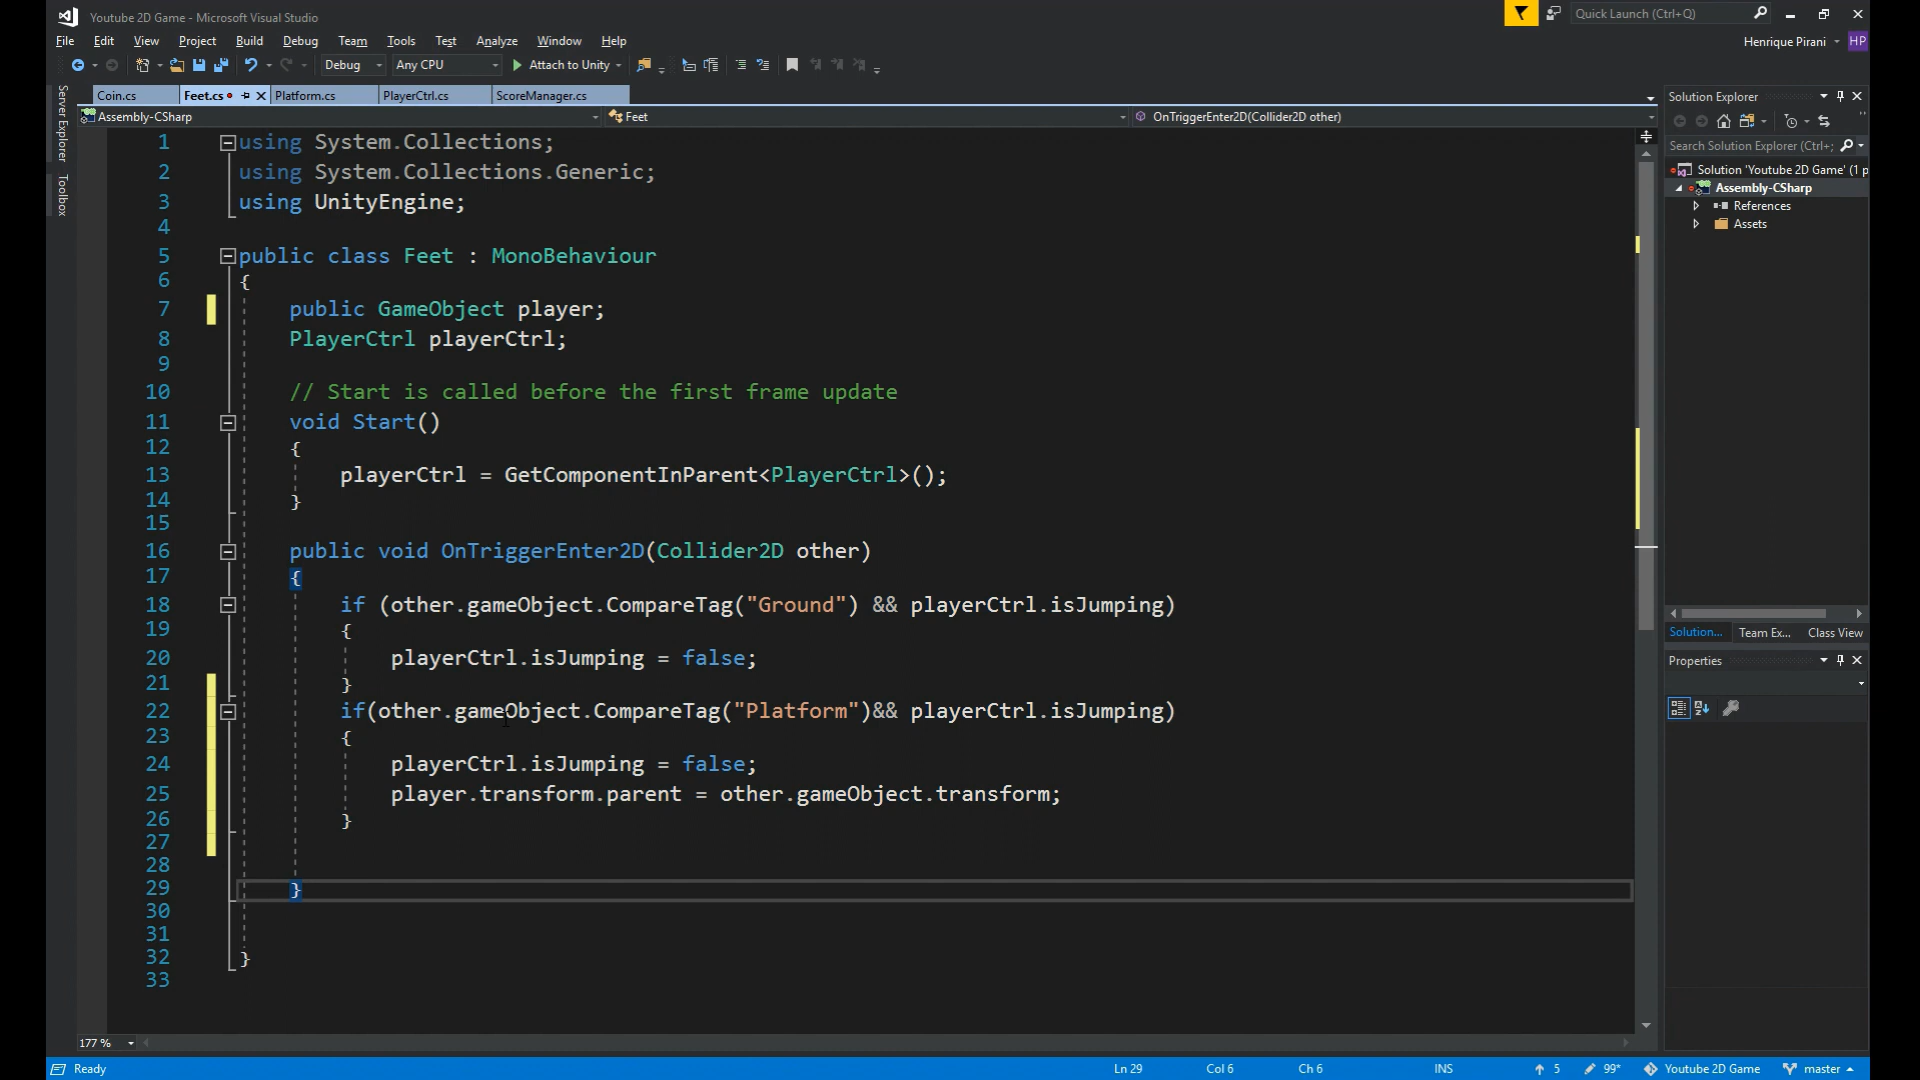 Youtube 2D Game - Microsoft Visual Studio
Quick Launch (Ctrl+Q)
File Edit View Project Build Debug Team Tools Test Analyze Window Help
Henrique Pirani HP
Debug Any CPU Attach to Unity
Server Explorer
Toolbox
Coin.cs Feet.cs Platform.cs PlayerCtrl.cs ScoreManager.cs
Assembly-CSharp Feet OnTriggerEnter2D(Collider2D other)
1 using System.Collections;
2 using System.Collections.Generic;
3 using UnityEngine;
4
5 public class Feet : MonoBehaviour
6 {
7 public GameObject player;
8 PlayerCtrl playerCtrl;
9
10 // Start is called before the first frame update
11 void Start()
12 {
13 playerCtrl = GetComponentInParent<PlayerCtrl>();
14 }
15
16 public void OnTriggerEnter2D(Collider2D other)
17 {
18 if (other.gameObject.CompareTag("Ground") && playerCtrl.isJumping)
19 {
20 playerCtrl.isJumping = false;
21 }
22 if(other.gameObject.CompareTag("Platform")&& playerCtrl.isJumping)
23 {
24 playerCtrl.isJumping = false;
25 player.transform.parent = other.gameObject.transform;
26 }
27
28
29 }
30
31
32 }
33
177 %
Solution Explorer
Search Solution Explorer (Ctrl+;
Solution 'Youtube 2D Game' (1 p
Assembly-CSharp
References
Assets
Solution... Team Ex... Class View
Properties
Ready Ln 29 Col 6 Ch 6 INS 5 99* Youtube 2D Game master